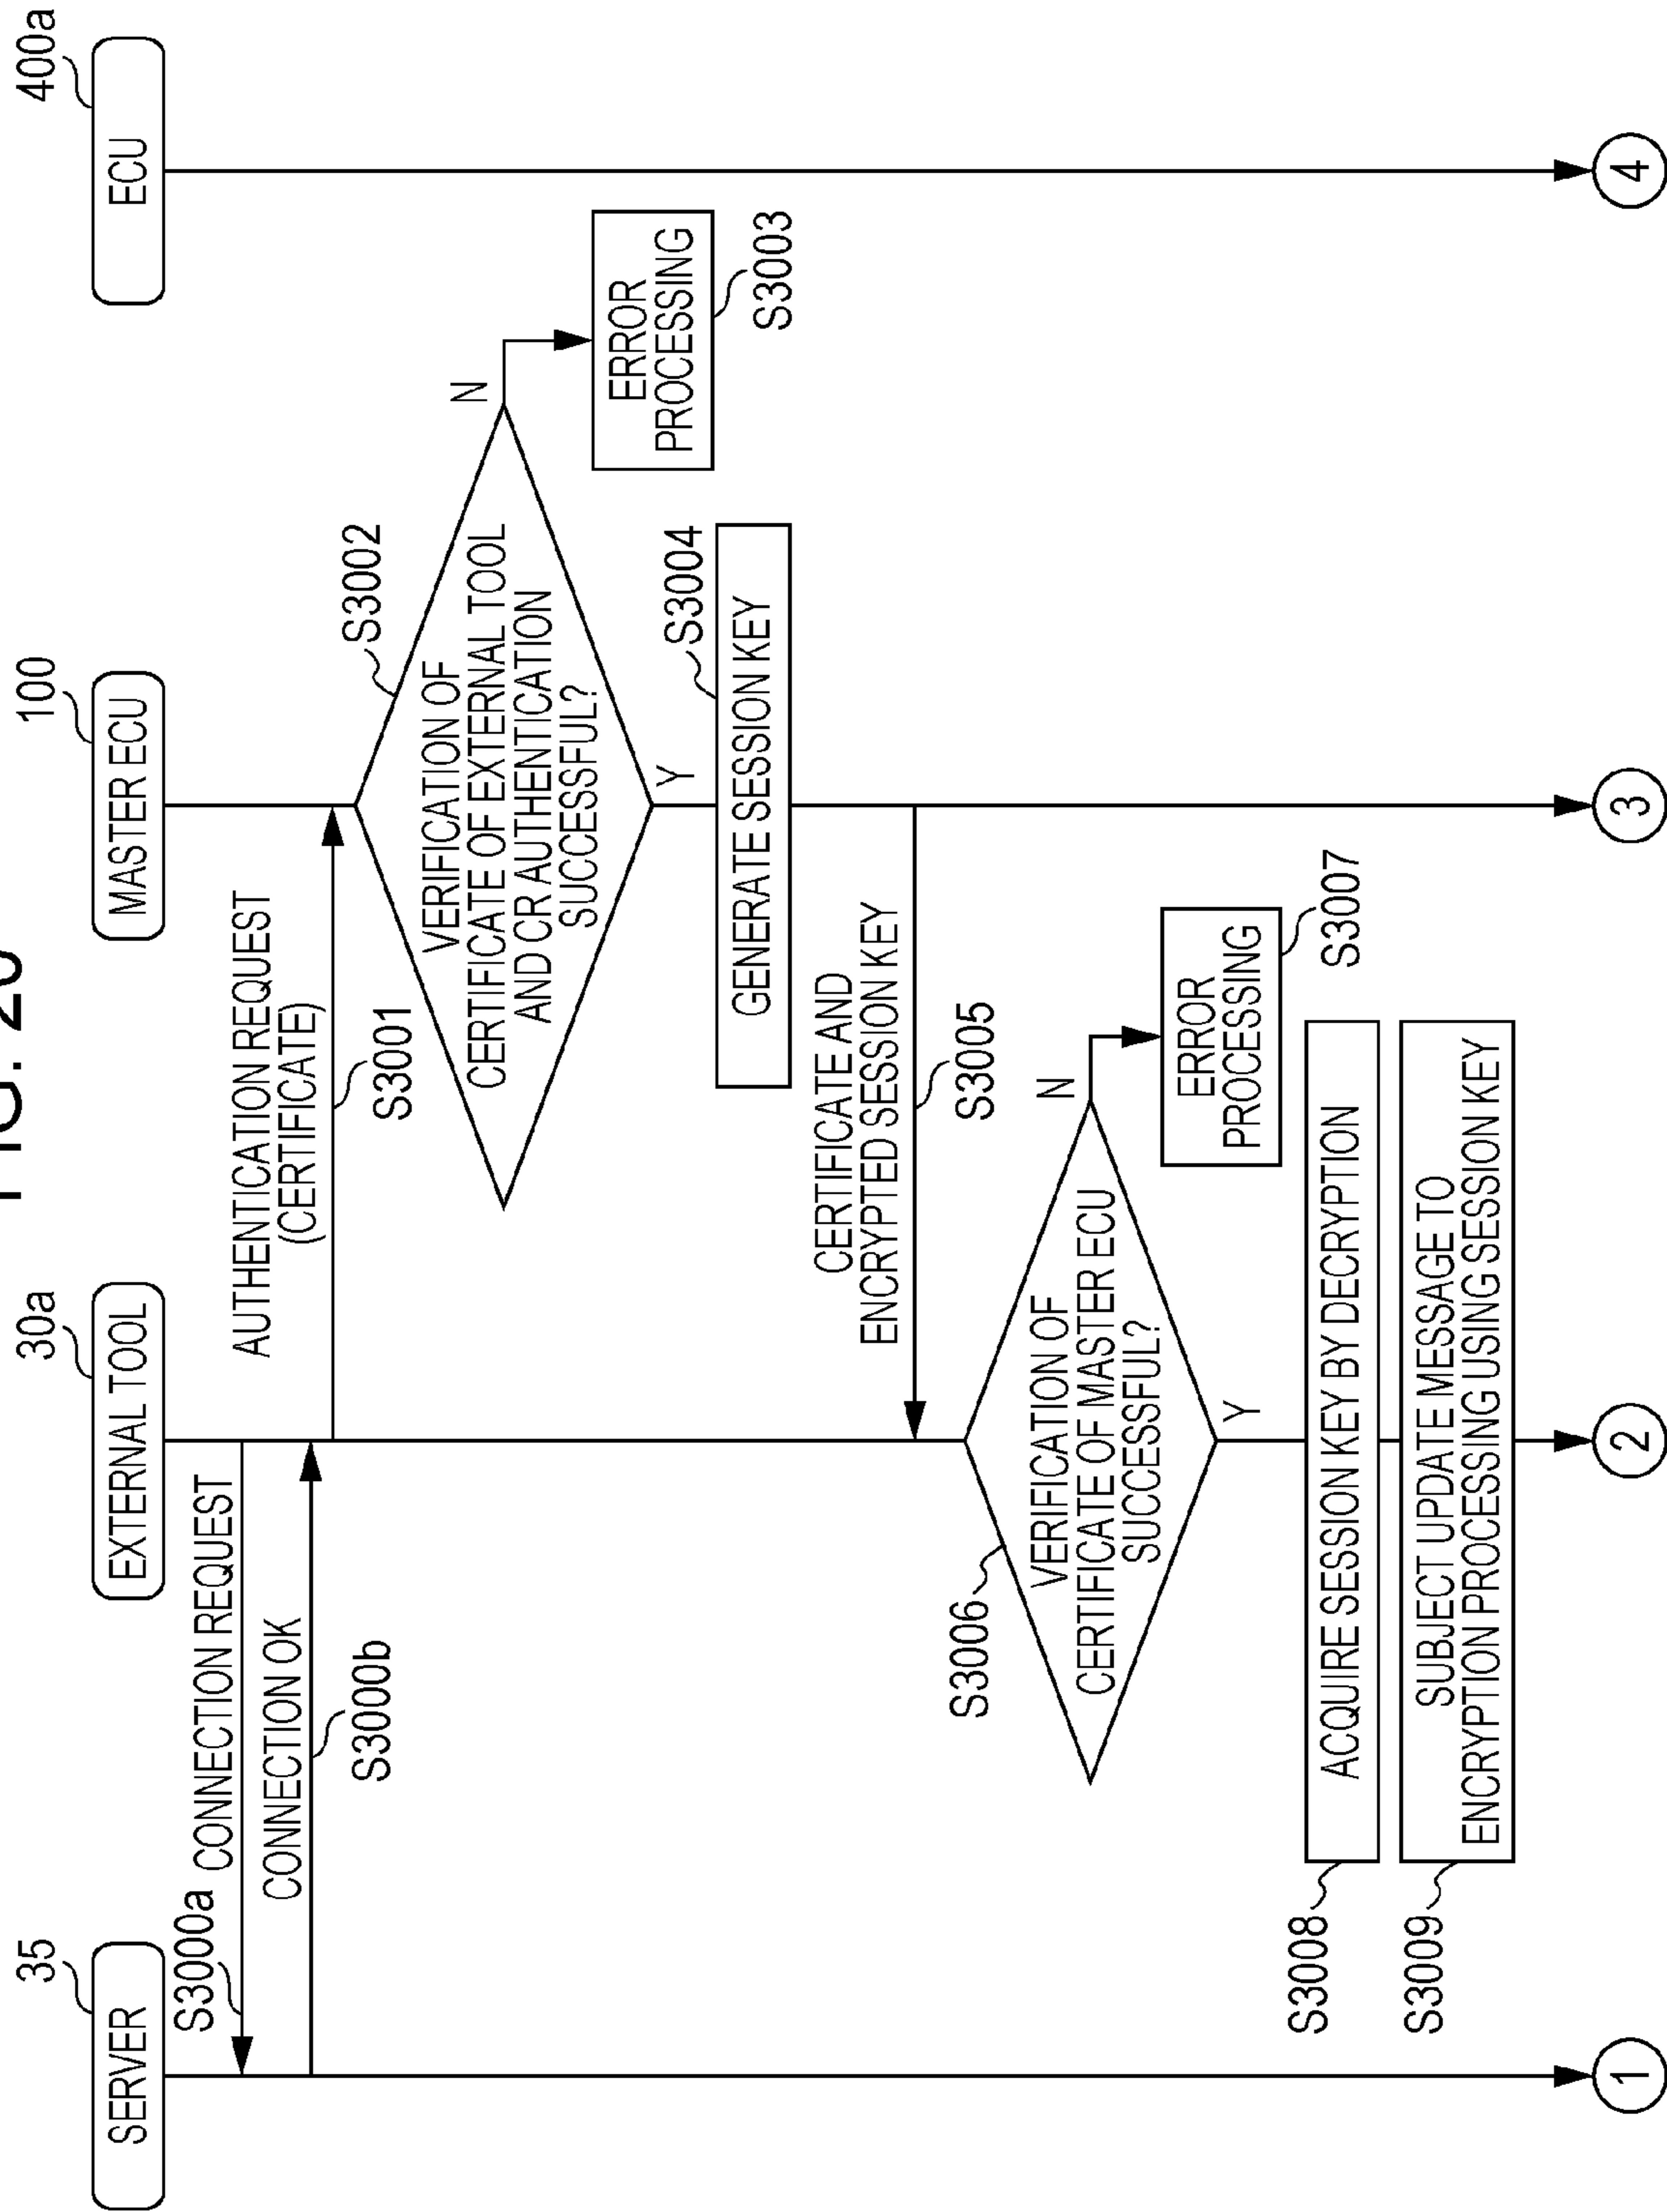 FIG.
SERVER
35
EXTERNAL TOOL
30a
MASTER ECU
100
ECU
400a
S3000a
CONNECTION REQUEST
CONNECTION OK
S3000b
AUTHENTICATION REQUEST
(CERTIFICATE)
S3001
S3002
VERIFICATION OF
CERTIFICATE OF EXTERNAL TOOL
AND CR AUTHENTICATION
SUCCESSFUL?
N
ERROR
PROCESSING
S3003
Y
S3004
GENERATE SESSION KEY
CERTIFICATE AND
ENCRYPTED SESSION KEY
S3005
S3006
VERIFICATION OF
CERTIFICATE OF MASTER ECU
SUCCESSFUL?
N
ERROR
PROCESSING
S3007
Y
S3008
ACQUIRE SESSION KEY BY DECRYPTION
S3009
SUBJECT UPDATE MESSAGE TO
ENCRYPTION PROCESSING USING SESSION KEY
1
2
3
4